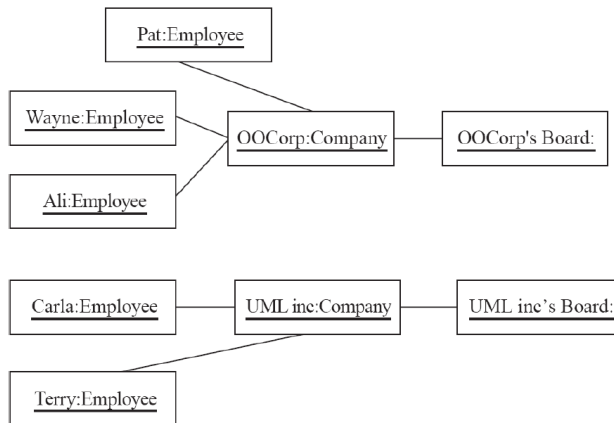 Pat:Employee
Wayne:Employee
OOCorp:Company
OOCorp's Board:
Ali:Employee
Carla:Employee
UML inc:Company
UML inc’s Board:
Terry:Employee